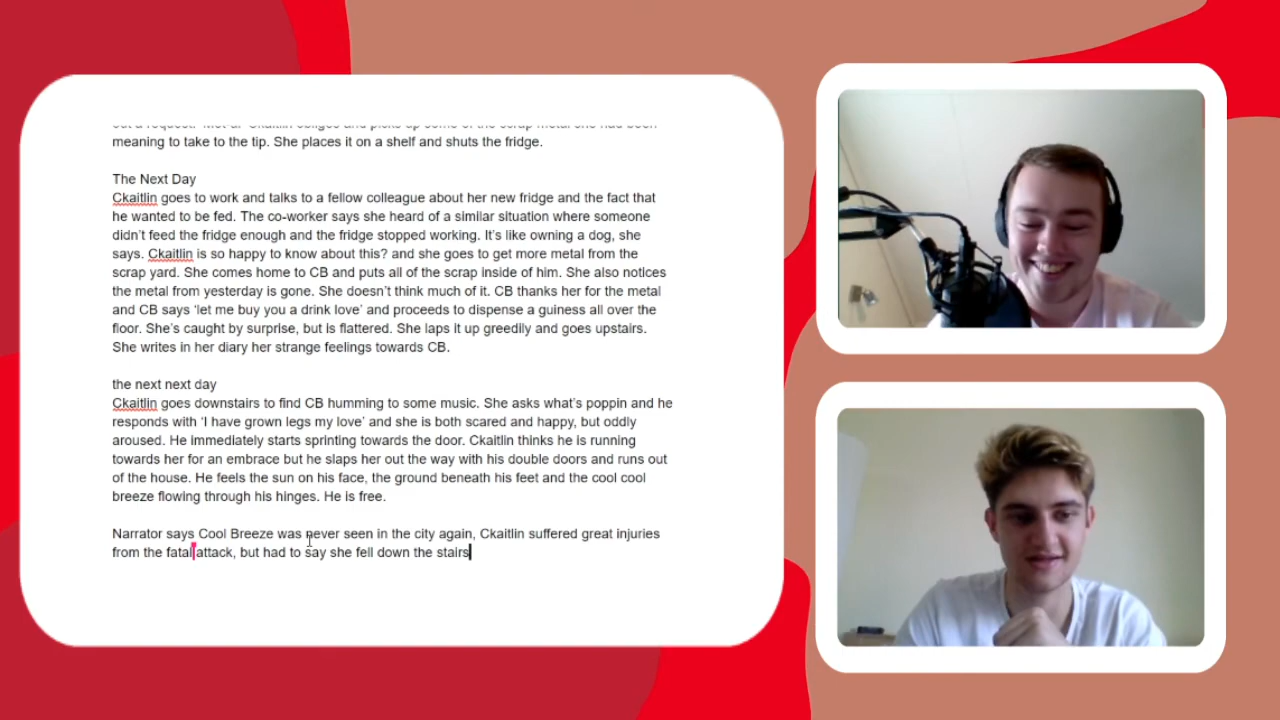 out a request. 'Met-al' Ckaitlin obliges and picks up some of the scrap metal she had been
meaning to take to the tip. She places it on a shelf and shuts the fridge.
The Next Day
Ckaitlin goes to work and talks to a fellow colleague about her new fridge and the fact that
he wanted to be fed. The co-worker says she heard of a similar situation where someone
didn't feed the fridge enough and the fridge stopped working. It's like owning a dog, she
says. Ckaitlin is so happy to know about this? and she goes to get more metal from the
scrap yard. She comes home to CB and puts all of the scrap inside of him. She also notices
the metal from yesterday is gone. She doesn't think much of it. CB thanks her for the metal
and CB says 'let me buy you a drink love' and proceeds to dispense a guiness all over the
floor. She's caught by surprise, but is flattered. She laps it up greedily and goes upstairs.
She writes in her diary her strange feelings towards CB.
the next next day
Ckaitlin goes downstairs to find CB humming to some music. She asks what's poppin and he
responds with 'I have grown legs my love' and she is both scared and happy, but oddly
aroused. He immediately starts sprinting towards the door. Ckaitlin thinks he is running
towards her for an embrace but he slaps her out the way with his double doors and runs out
of the house. He feels the sun on his face, the ground beneath his feet and the cool cool
breeze flowing through his hinges. He is free.
Narrator says Cool Breeze was never seen in the city again, Ckaitlin suffered great injuries
from the fatal attack, but had to say she fell down the stairs